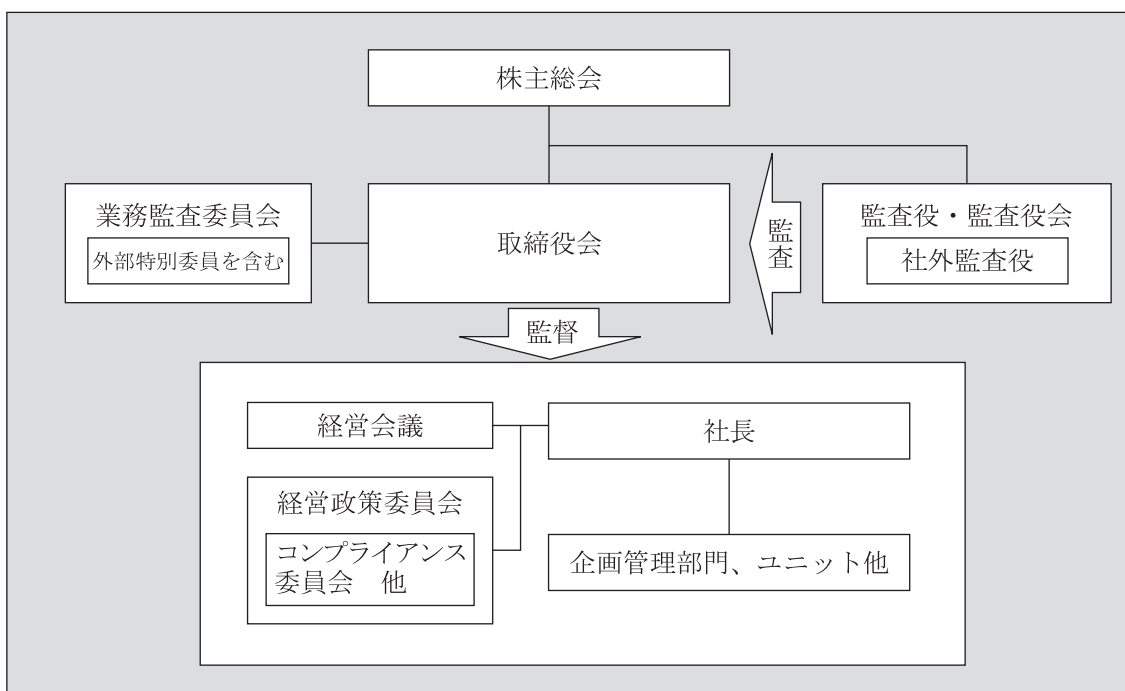 株主総会
業務監査委員会
外部特別委員を含む
取締役会
監査
監査役・監査役会
社外監査役
監督
経営会議
社長
経営政策委員会
コンプライアンス
委員会　他
企画管理部門、ユニット他